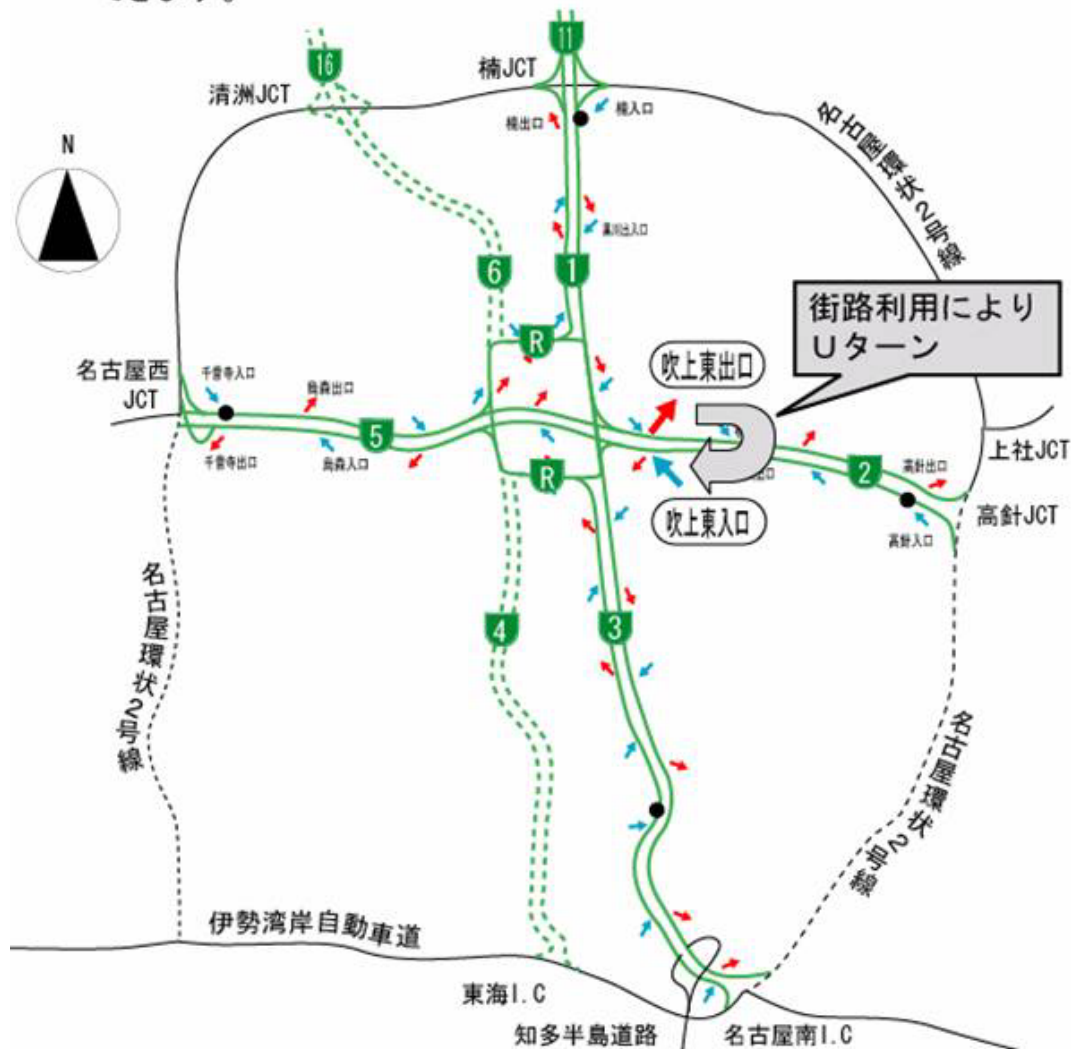 11
16
楠JCT
清洲JCT
楠出口
楠入口
N
名古屋環状2号線
黒川出入口
6
1
街路利用により
Uターン
R
吹上東出口
名古屋西
JCT
千音寺入口
烏森出口
5
千音寺出口
烏森入口
R
吹上東入口
2
高針出口
上社JCT
高針JCT
高針入口
名古屋環状2号線
4
3
名古屋環状2号線
伊勢湾岸自動車道
東海I.C
知多半島道路
名古屋南I.C